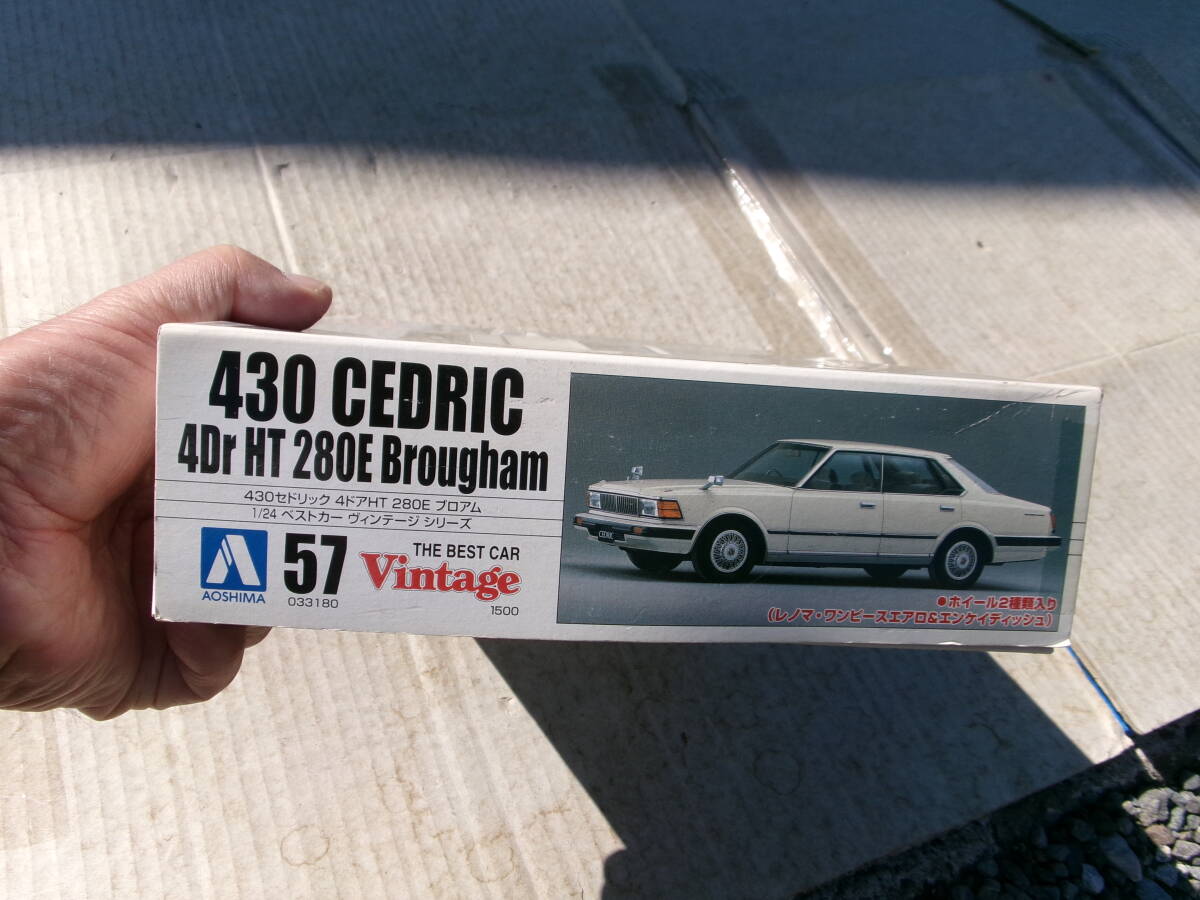 430 CEDRIC
4Dr HT 280E Brougham
430セドリック 4ドアHT 280E ブロアム
1/24 ベストカー ヴィンテージ シリーズ
AOSHIMA
57
033180
THE BEST CAR
Vintage
1500
CEDRIC
●ホイール2種類入り
(レノマ・ワンピースエアロ&エンケイディッシュ)